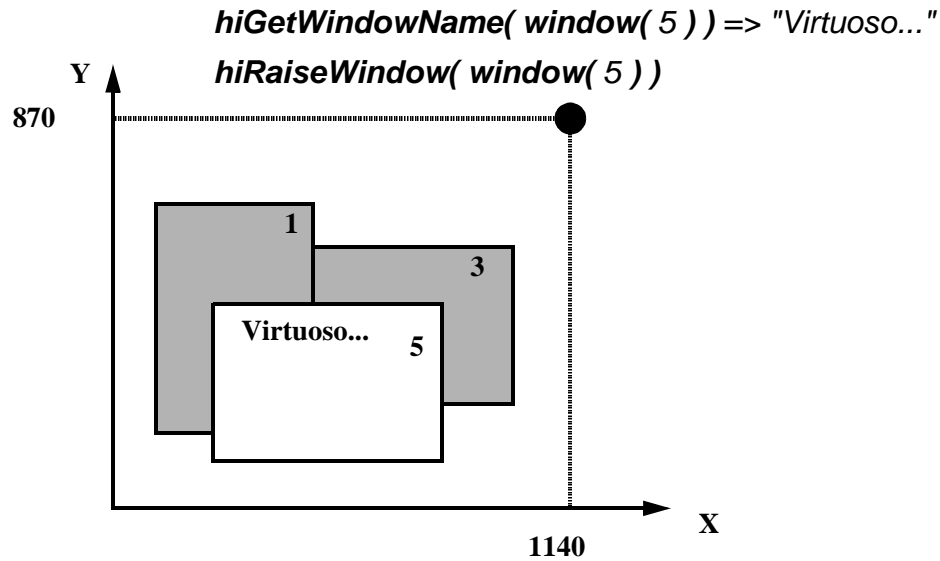 hiGetWindowName( window( 5 ) ) => "Virtuoso..."
hiRaiseWindow( window( 5 ) )
Y
870
1
3
Virtuoso...
5
X
1140